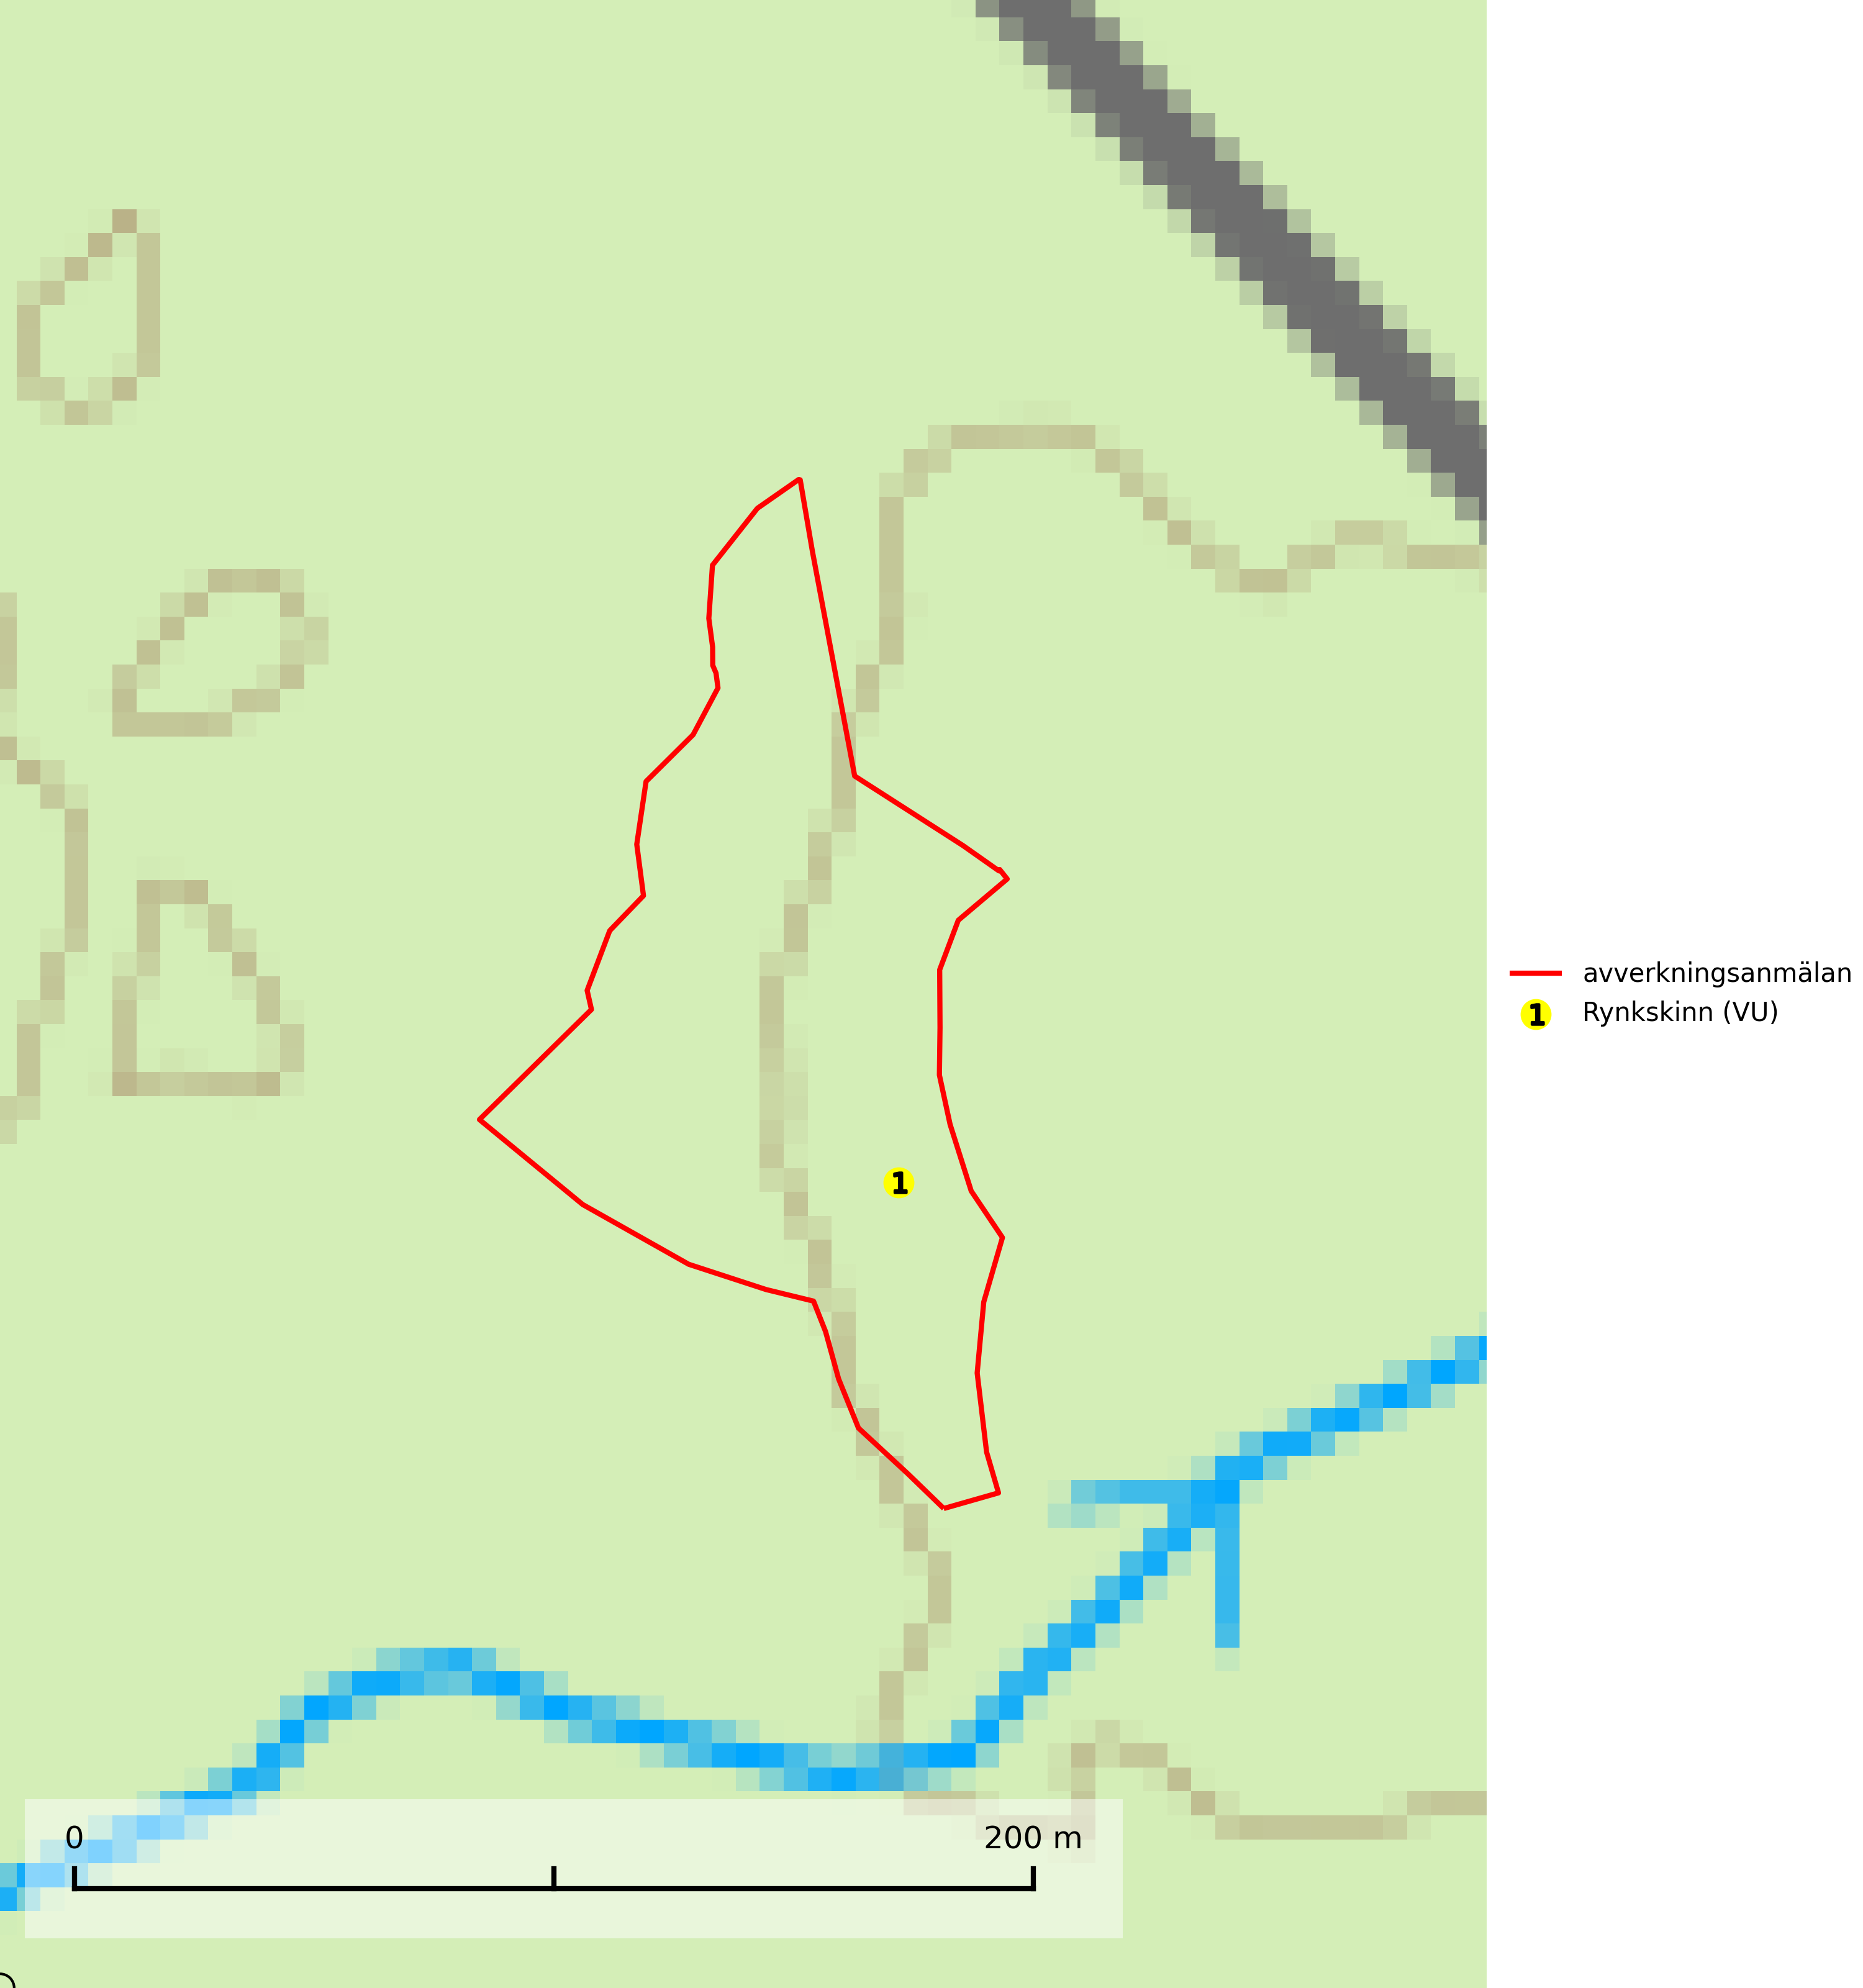 1
avverkningsanmälan
1 Rynkskinn (VU)
0 200 m